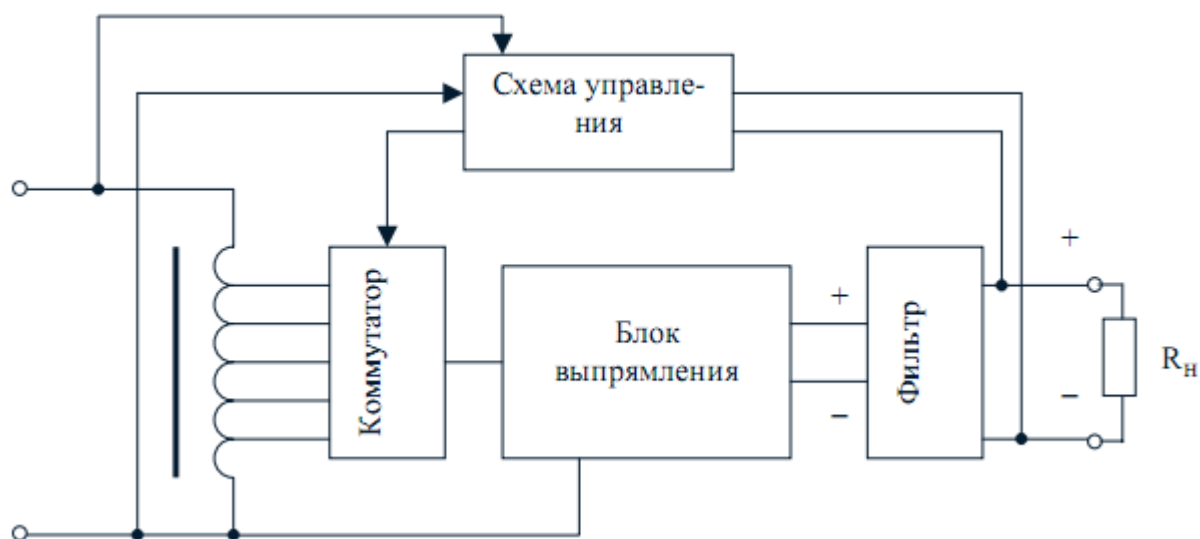 Схема управле-
ния
Коммутатор
Блок
выпрямления
+
−
Фильтр
+
−
Rн